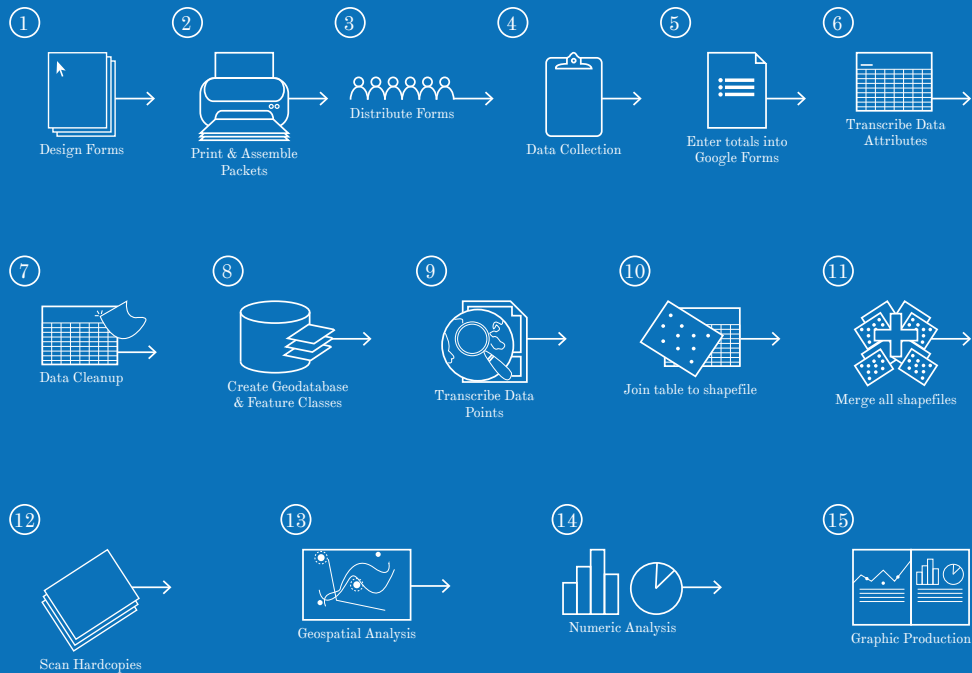 1
2
3
4
5
6
Design Forms
Print & Assemble
Packets
Distribute Forms
Data Collection
Enter totals into
Google Forms
Transcribe Data
Attributes
7
8
9
10
11
Data Cleanup
Create Geodatabase
& Feature Classes
Transcribe Data
Points
Join table to shapefile
Merge all shapefiles
12
13
14
15
Scan Hardcopies
Geospatial Analysis
Numeric Analysis
Graphic Production